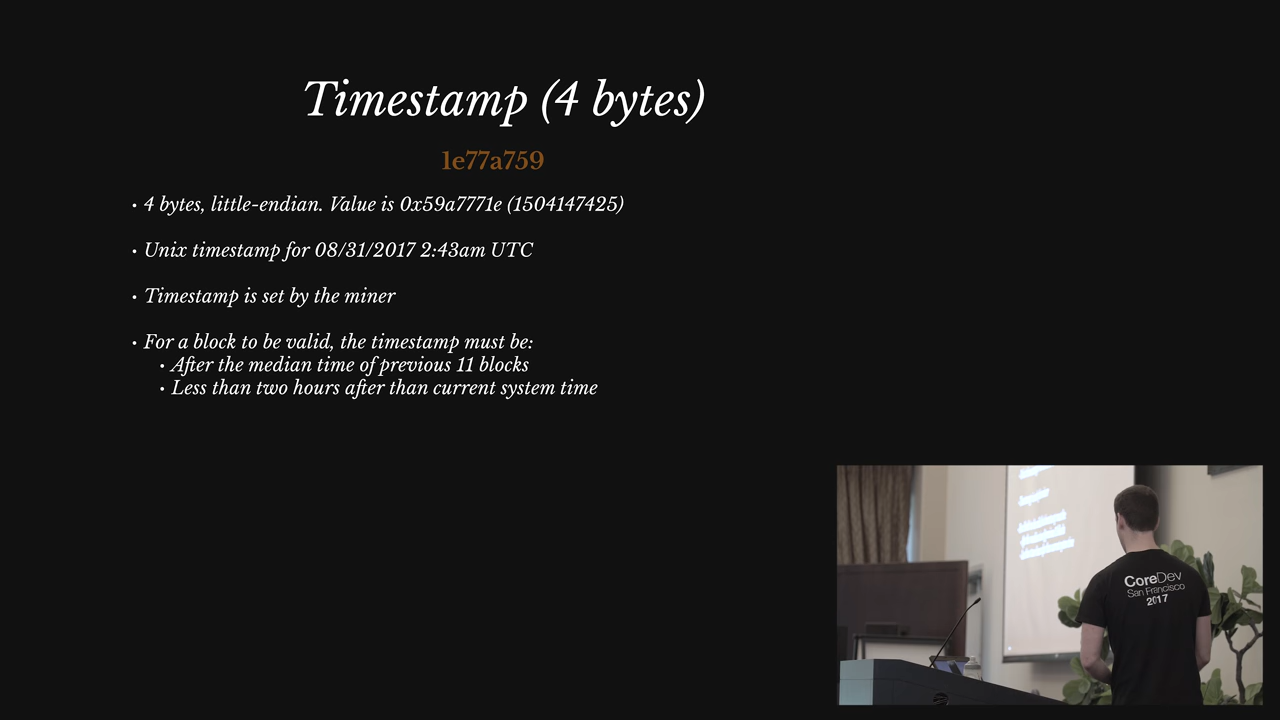 Timestamp (4 bytes)
1e77a759
• 4 bytes, little-endian. Value is 0x59a7771e (1504147425)
• Unix timestamp for 08/31/2017 2:43am UTC
• Timestamp is set by the miner
• For a block to be valid, the timestamp must be:
• After the median time of previous 11 blocks
• Less than two hours after than current system time
CoreDev
San Francisco
2017